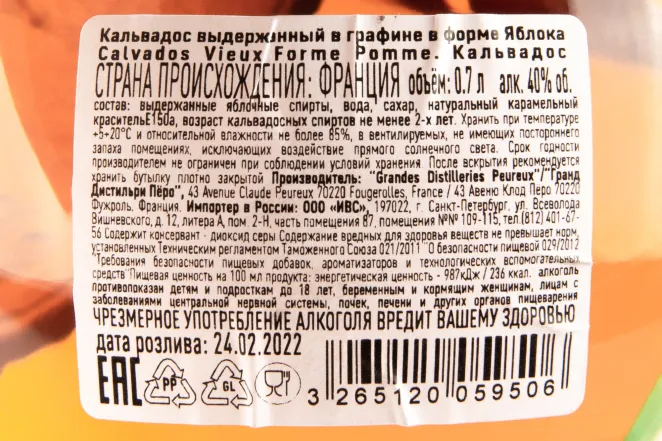 Кальвадос выдержанный в графине в форме Яблока
Calvados Vieux Forme Pomme. Кальвадос
СТРАНА ПРОИСХОЖДЕНИЯ: ФРАНЦИЯ объём: 0.7 л алк. 40% об.
состав: выдержанные яблочные спирты, вода, сахар, натуральный карамельный
красительE150a, возраст кальвадосных спиртов не менее 2-х лет. Хранить при температуре
+5+20°С и относительной влажности не более 85%, в вентилируемых, не имеющих постороннего
запаха помещениях, исключающих воздействие прямого солнечного света. Срок годности
производителем не ограничен при соблюдении условий хранения После вскрытия рекомендуется
хранить бутылку плотно закрытой Производитель: "Grandes Distilleries Peureux"/"Гранд
Дистильри Пёро", 43 Avenue Claude Peureux 70220 Fougerolles, France / 43 Авеню Клод Перо 70220
Фужроль, Франция. Импортер в России: ООО «ИВС», 197022, г. Санкт-Петербург, ул. Всеволода
Вишневского, д. 12, литера А, пом. 2-Н, часть помещения 87, помещения №№ 109-115, тел.(812) 401-67-
56 Содержит консервант - диоксид серы Содержание вредных для здоровья веществ не превышает норм,
установленных Техническим регламентом Таможенного Союза 021/2011 "О безопасности пищевой 029/2012
"Требования безопасности пищевых добавок, ароматизаторов и технологических вспомогательных
средств"Пищевая ценность на 100 мл продукта: энергетическая ценность - 987кДж / 236 ккал. алкоголь
противопоказан детям и подросткам до 18 лет, беременным и кормящим женщинам, лицам с
заболеваниями центральной нервной системы, почек, печени и других органов пищеварения
ЧРЕЗМЕРНОЕ УПОТРЕБЛЕНИЕ АЛКОГОЛЯ ВРЕДИТ ВАШЕМУ ЗДОРОВЬЮ
дата розлива: 24.02.2022
EAC PP GL
3 265120 059506